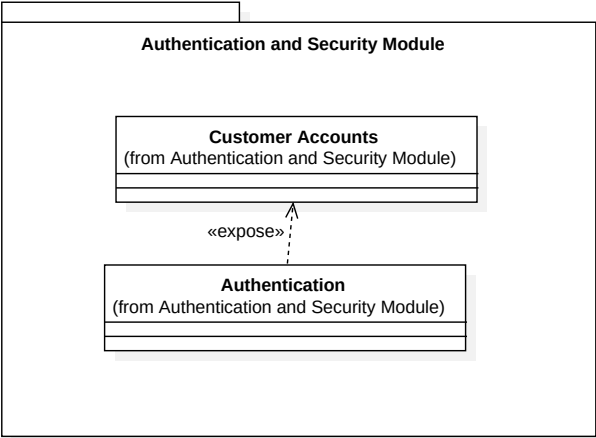 Authentication and Security Module
Customer Accounts
(from Authentication and Security Module)
«expose»
Authentication
(from Authentication and Security Module)